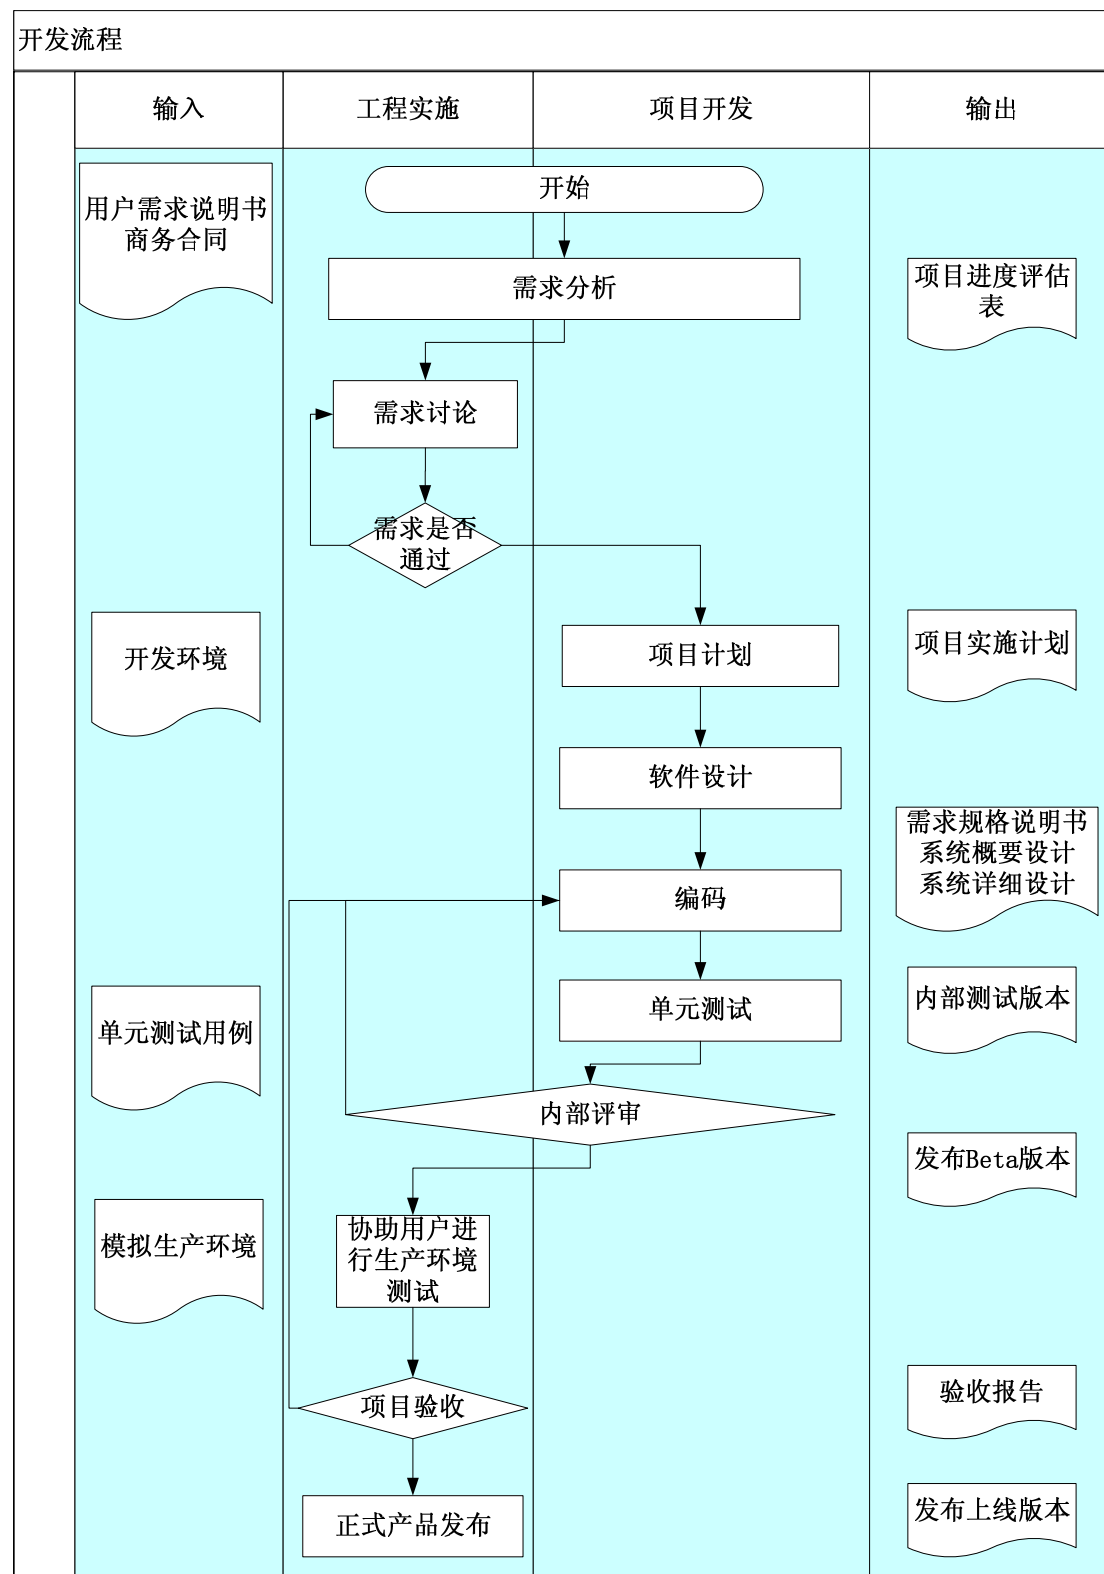 开发流程
输入
工程实施
项目开发
输出
用户需求说明书
商务合同
开始
需求分析
项目进度评估
表
需求讨论
需求是否
通过
开发环境
项目计划
项目实施计划
软件设计
需求规格说明书
系统概要设计
系统详细设计
编码
单元测试用例
单元测试
内部测试版本
内部评审
发布Beta版本
模拟生产环境
协助用户进
行生产环境
测试
项目验收
验收报告
正式产品发布
发布上线版本